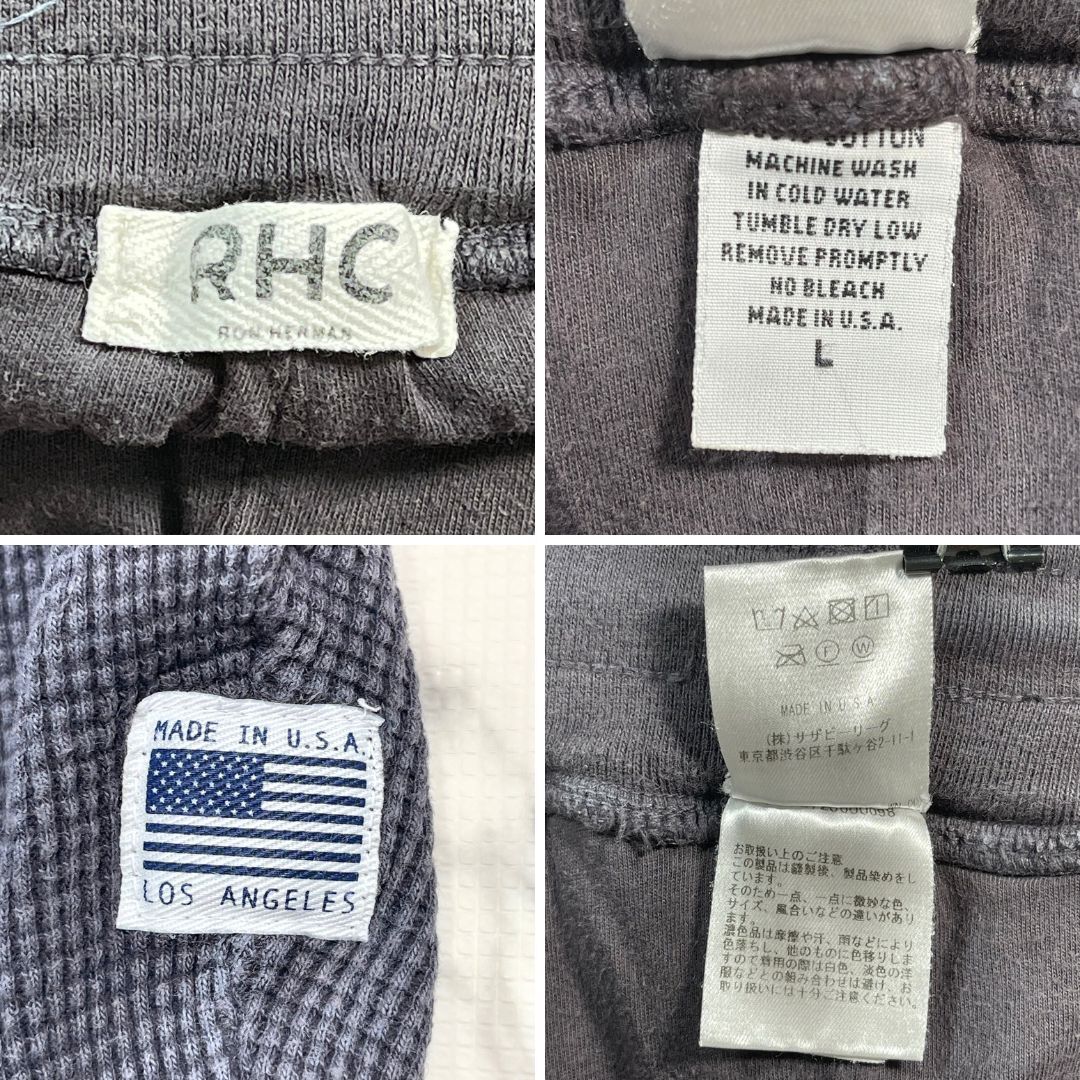 RHC
RON HERMAN
COTTON
MACHINE WASH
IN COLD WATER
TUMBLE DRY LOW
REMOVE PROMPTLY
NO BLEACH
MADE IN U.S.A.
L
MADE IN U.S.A.
LOS ANGELES
MADE IN U.S.A
(株)サザビーリーグ
東京都渋谷区千駄ヶ谷2-11-1
お取扱い上のご注意
この製品は縫製後、製品染めをし
ています。
そのため一点、一点に微妙な色、
サイズ、風合いなどの違いがあり
ます。
濃色品は摩擦や汗、雨などにより
色落ちし、他のものに色移りしま
すので着用の際は白色、淡色の洋
服などとの組み合わせは避け、お
取り扱いには十分ご注意ください。